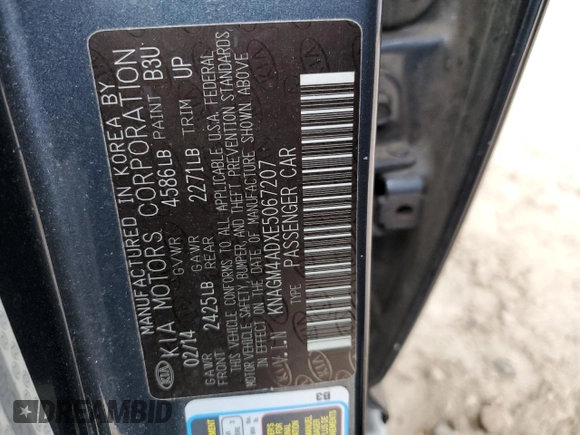 MANUFACTURED IN KOREA BY
KIA MOTORS CORPORATION
02/14 GVWR 4586LB PAINT B3U
GAWR FRONT 2425LB GAWR REAR 2271LB TRIM UP
THIS VEHICLE CONFORMS TO ALL APPLICABLE U.S.A. FEDERAL
MOTOR VEHICLE SAFETY, BUMPER, AND THEFT PREVENTION STANDARDS
IN EFFECT ON THE DATE OF MANUFACTURE SHOWN ABOVE
V.I.N KNAGM4ADXE5067207
TYPE PASSENGER CAR
KIA
B3
DREAMBID